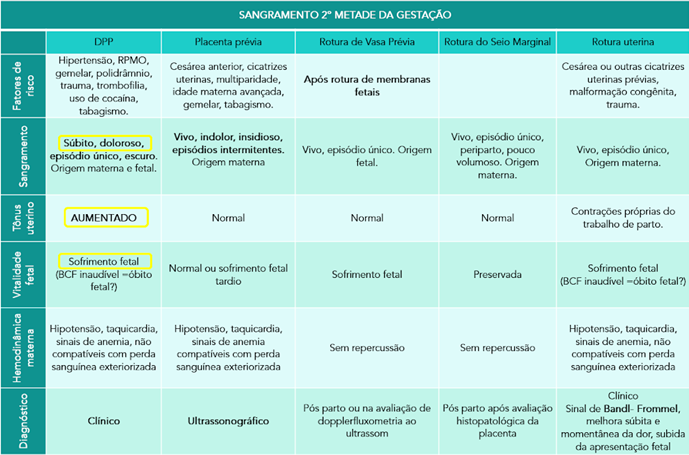 SANGRAMENTO 2º METADE DA GESTAÇÃO
DPP
Placenta prévia
Rotura de Vasa Prévia
Rotura do Seio Marginal
Rotura uterina
Fatores de
risco
Hipertensão, RPMO,
gemelar, polidrâmnio,
trauma, trombofilia,
uso de cocaína,
tabagismo.
Cesárea anterior, cicatrizes
uterinas, multiparidade,
idade materna avançada,
gemelar, tabagismo.
Após rotura de membranas
fetais
Cesárea ou outras cicatrizes
uterinas prévias,
malformação congênita,
trauma.
Sangramento
Súbito, doloroso,
episódio único, escuro.
Origem materna e fetal.
Vivo, indolor, insidioso,
episódios intermitentes.
Origem materna
Vivo, episódio único. Origem
fetal.
Vivo, episódio único,
periparto, pouco
volumoso. Origem
materna.
Vivo, episódio único,
Origem materna.
Tônus
uterino
AUMENTADO
Normal
Normal
Normal
Contrações próprias do
trabalho de parto.
Vitalidade
fetal
Sofrimento fetal
(BCF inaudível =óbito
fetal?)
Normal ou sofrimento fetal
tardio
Sofrimento fetal
Preservada
Sofrimento fetal
(BCF inaudível =óbito fetal?)
Hemodinâmica
materna
Hipotensão, taquicardia,
sinais de anemia, não
compatíveis com perda
sanguínea exteriorizada
Hipotensão, taquicardia,
sinais de anemia
compatíveis com perda
sanguínea exteriorizada
Sem repercussão
Sem repercussão
Hipotensão, taquicardia,
sinais de anemia, não
compatíveis com perda
sanguínea exteriorizada
Diagnóstico
Clínico
Ultrassonográfico
Pós parto ou na avaliação de
dopplerfluxometria ao
ultrassom
Pós parto após avaliação
histopatológica da
placenta
Clínico
Sinal de Bandl- Frommel,
melhora súbita e
momentânea da dor, subida
da apresentação fetal